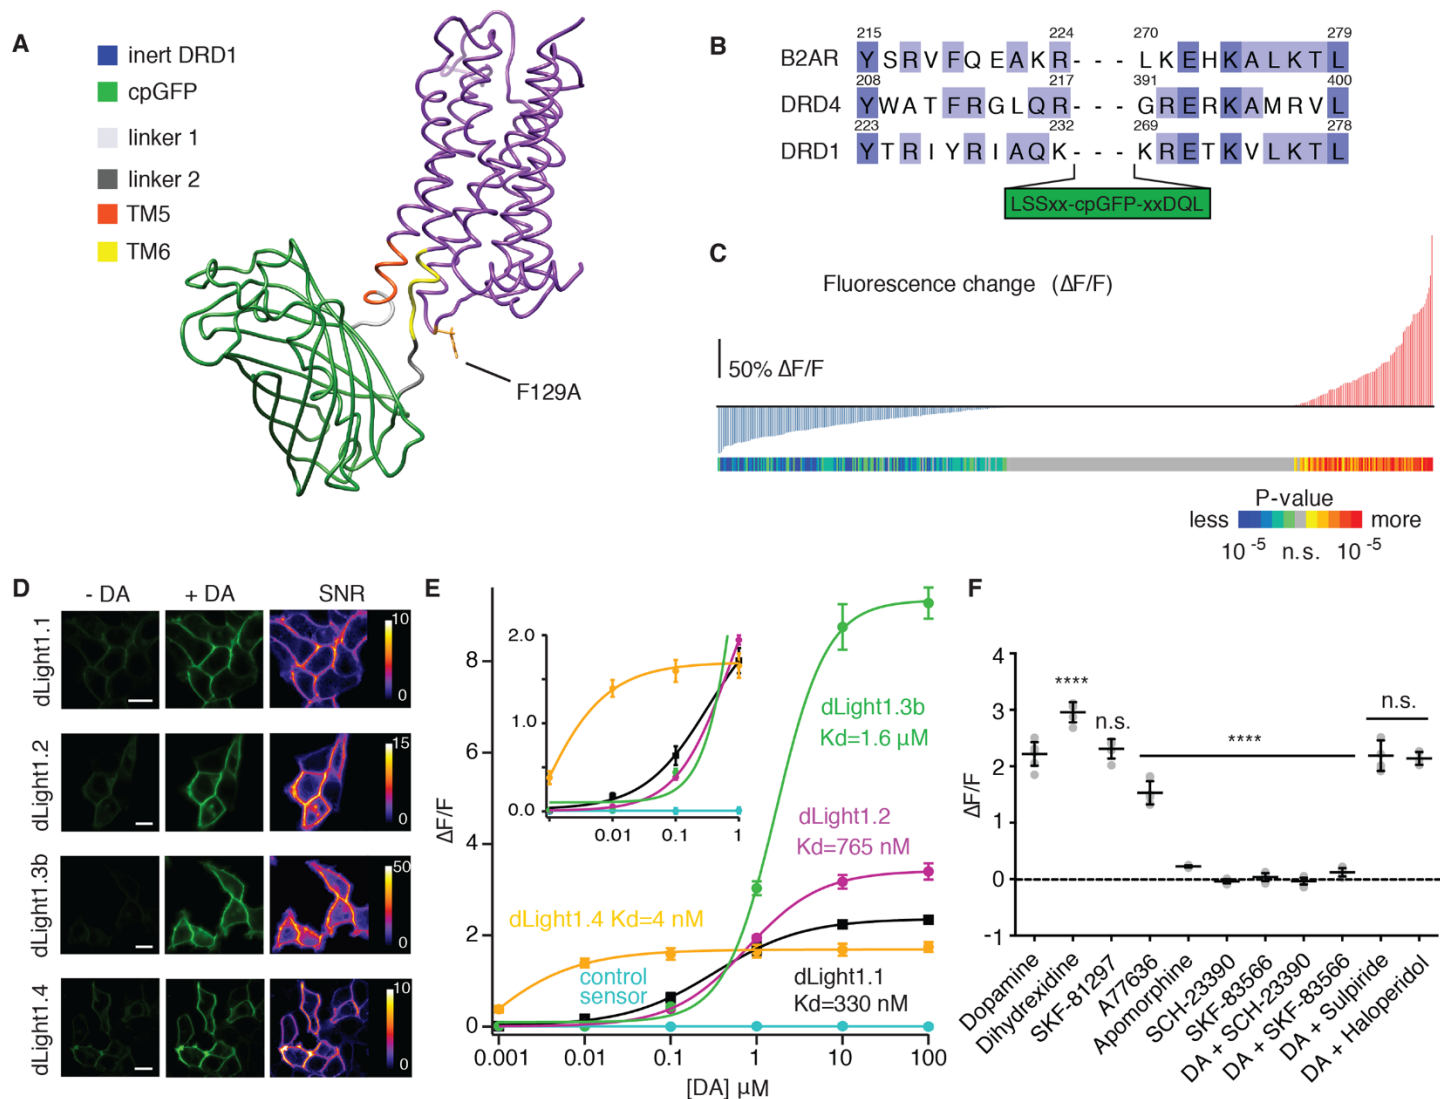 A
inert DRD1
cpGFP
linker 1
linker 2
TM5
TM6
F129A
B
215 224 270 279
B2AR Y S R V F Q E A K R - - - L K E H K A L K T L
208 217 391 400
DRD4 Y W A T F R G L Q R - - - G R E R K A M R V L
223 232 269 278
DRD1 Y T R I Y R I A Q K - - - K R E T K V L K T L
LSSxx-cpGFP-xxDQL
C
Fluorescence change (ΔF/F)
50% ΔF/F
P-value
less more
10⁻⁵ n.s. 10⁻⁵
D
- DA + DA SNR
dLight1.1
10
0
dLight1.2
15
0
dLight1.3b
50
0
dLight1.4
10
0
E
ΔF/F
8
6
4
2
0
2.0
1.0
0.0
0.01 0.1 1
dLight1.3b
Kd=1.6 µM
dLight1.2
Kd=765 nM
dLight1.4 Kd=4 nM
control
sensor
dLight1.1
Kd=330 nM
0.001 0.01 0.1 1 10 100
[DA] µM
F
ΔF/F
4
3
2
1
0
-1
****
n.s.
****
n.s.
Dopamine
Dihydrexidine
SKF-81297
A77636
Apomorphine
SCH-23390
SKF-83566
DA + SCH-23390
DA + SKF-83566
DA + Sulpiride
DA + Haloperidol